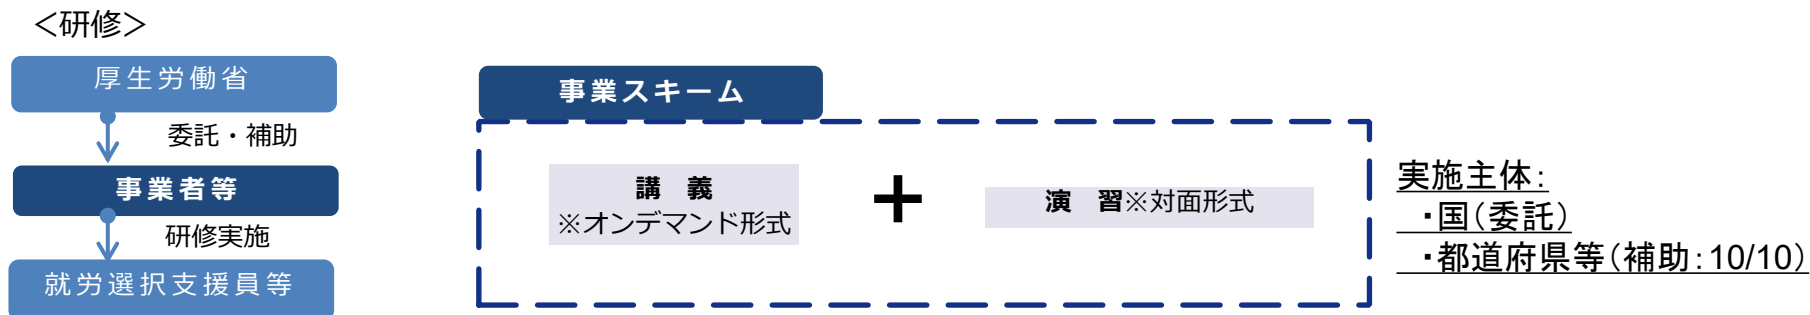 ＜研修＞
厚生労働省
委託・補助
事業者等
研修実施
就労選択支援員等
事業スキーム
講　義
※オンデマンド形式
＋
演　習※対面形式
実施主体：
・国（委託）
・都道府県等（補助：10/10）